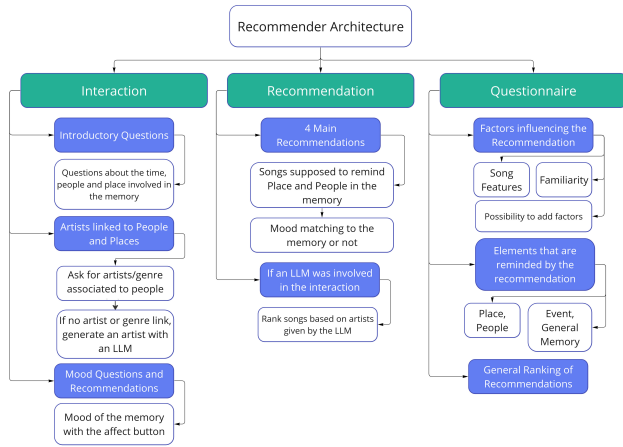 Recommender Architecture
Interaction
Introductory Questions
Questions about the time,
people and place involved in
the memory
Artists linked to People
and Places
Ask for artists/genre
associated to people
If no artist or genre link,
generate an artist with
an LLM
Mood Questions and
Recommendations
Mood of the memory
with the affect button
Recommendation
4 Main
Recommendations
Songs supposed to remind
Place and People in the
memory
Mood matching to the
memory or not
If an LLM was involved
in the interaction
Rank songs based on artists
given by the LLM
Questionnaire
Factors influencing the
Recommendation
Song
Features
Familiarity
Possibility to add factors
Elements that are
reminded by the
recommendation
Place,
People
Event,
General
Memory
General Ranking of
Recommendations